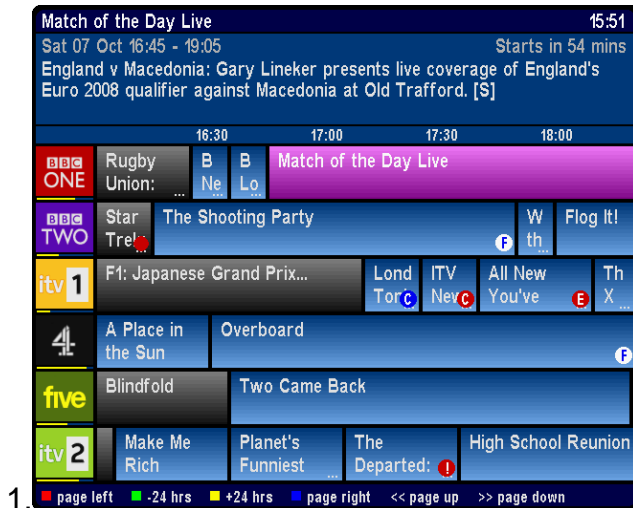 Match of the Day Live 15:51
Sat 07 Oct 16:45 - 19:05 Starts in 54 mins
England v Macedonia: Gary Lineker presents live coverage of England's
Euro 2008 qualifier against Macedonia at Old Trafford. [S]
16:30 17:00 17:30 18:00
BBC Rugby B B Match of the Day Live
ONE Union: ... Ne... Lo...
BBC Star The Shooting Party W Flog It!
TWO Trek F th...
itv 1 F1: Japanese Grand Prix... Lond ITV All New Th
Toni C New C You've E X ...
4 A Place in Overboard
the Sun F
five Blindfold Two Came Back
itv 2 Make Me Planet's The High School Reunion
Rich Funniest ... Departed: !
1. page left -24 hrs +24 hrs page right << page up >> page down